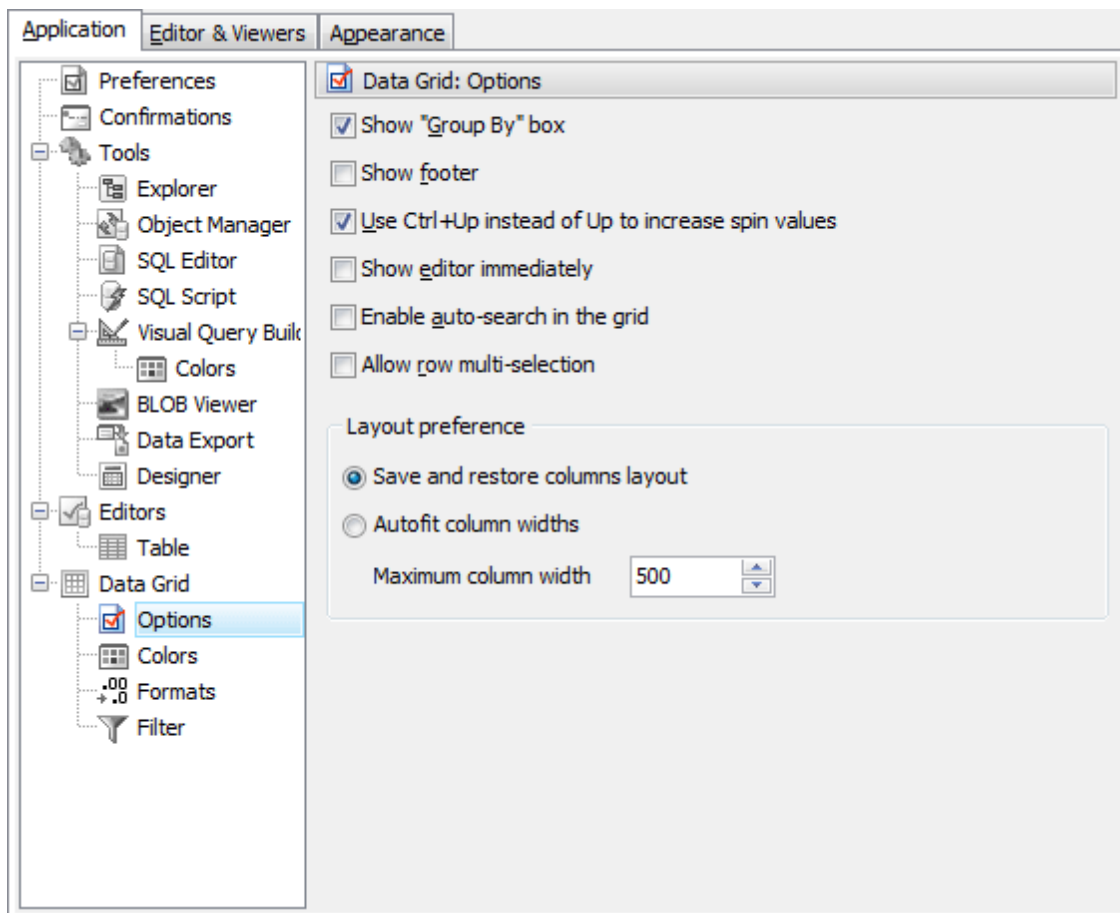 Application
Editor & Viewers
Appearance
Preferences
Confirmations
Tools
Explorer
Object Manager
SQL Editor
SQL Script
Visual Query Build
Colors
BLOB Viewer
Data Export
Designer
Editors
Table
Data Grid
Options
Colors
Formats
Filter
Data Grid: Options
Show "Group By" box
Show footer
Use Ctrl+Up instead of Up to increase spin values
Show editor immediately
Enable auto-search in the grid
Allow row multi-selection
Layout preference
Save and restore columns layout
Autofit column widths
Maximum column width 500